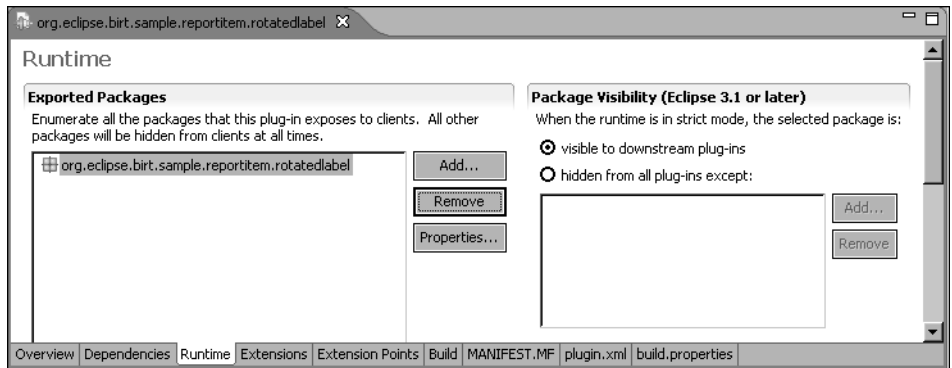 org.eclipse.birt.sample.reportitem.rotatedlabel
Runtime
Exported Packages
Enumerate all the packages that this plug-in exposes to clients. All other
packages will be hidden from clients at all times.
org.eclipse.birt.sample.reportitem.rotatedlabel
Add...
Remove
Properties...
Package Visibility (Eclipse 3.1 or later)
When the runtime is in strict mode, the selected package is:
visible to downstream plug-ins
hidden from all plug-ins except:
Add...
Remove
Overview Dependencies Runtime Extensions Extension Points Build MANIFEST.MF plugin.xml build.properties